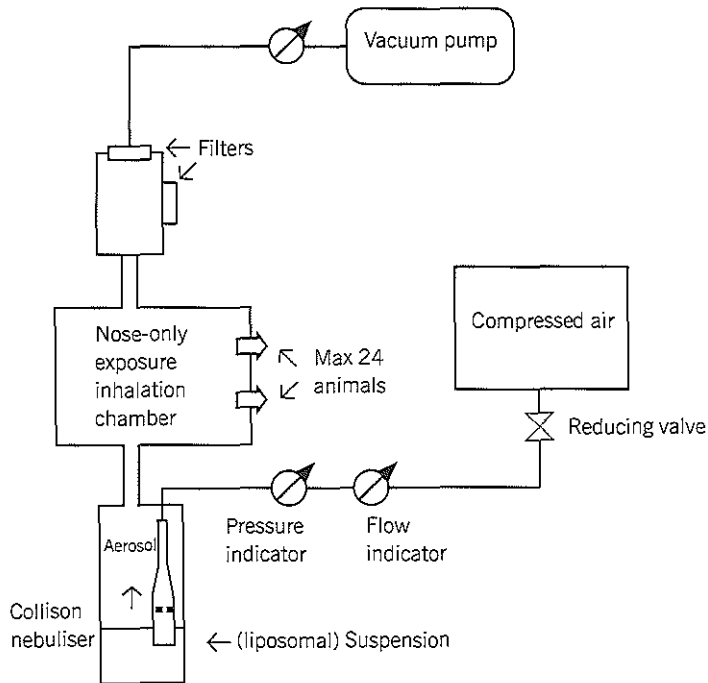 Vacuum pump
Filters
Nose-only
exposure
inhalation
chamber
Max 24
animals
Compressed air
Reducing valve
Pressure
indicator
Flow
indicator
Aerosol
Collison
nebuliser
(liposomal) Suspension